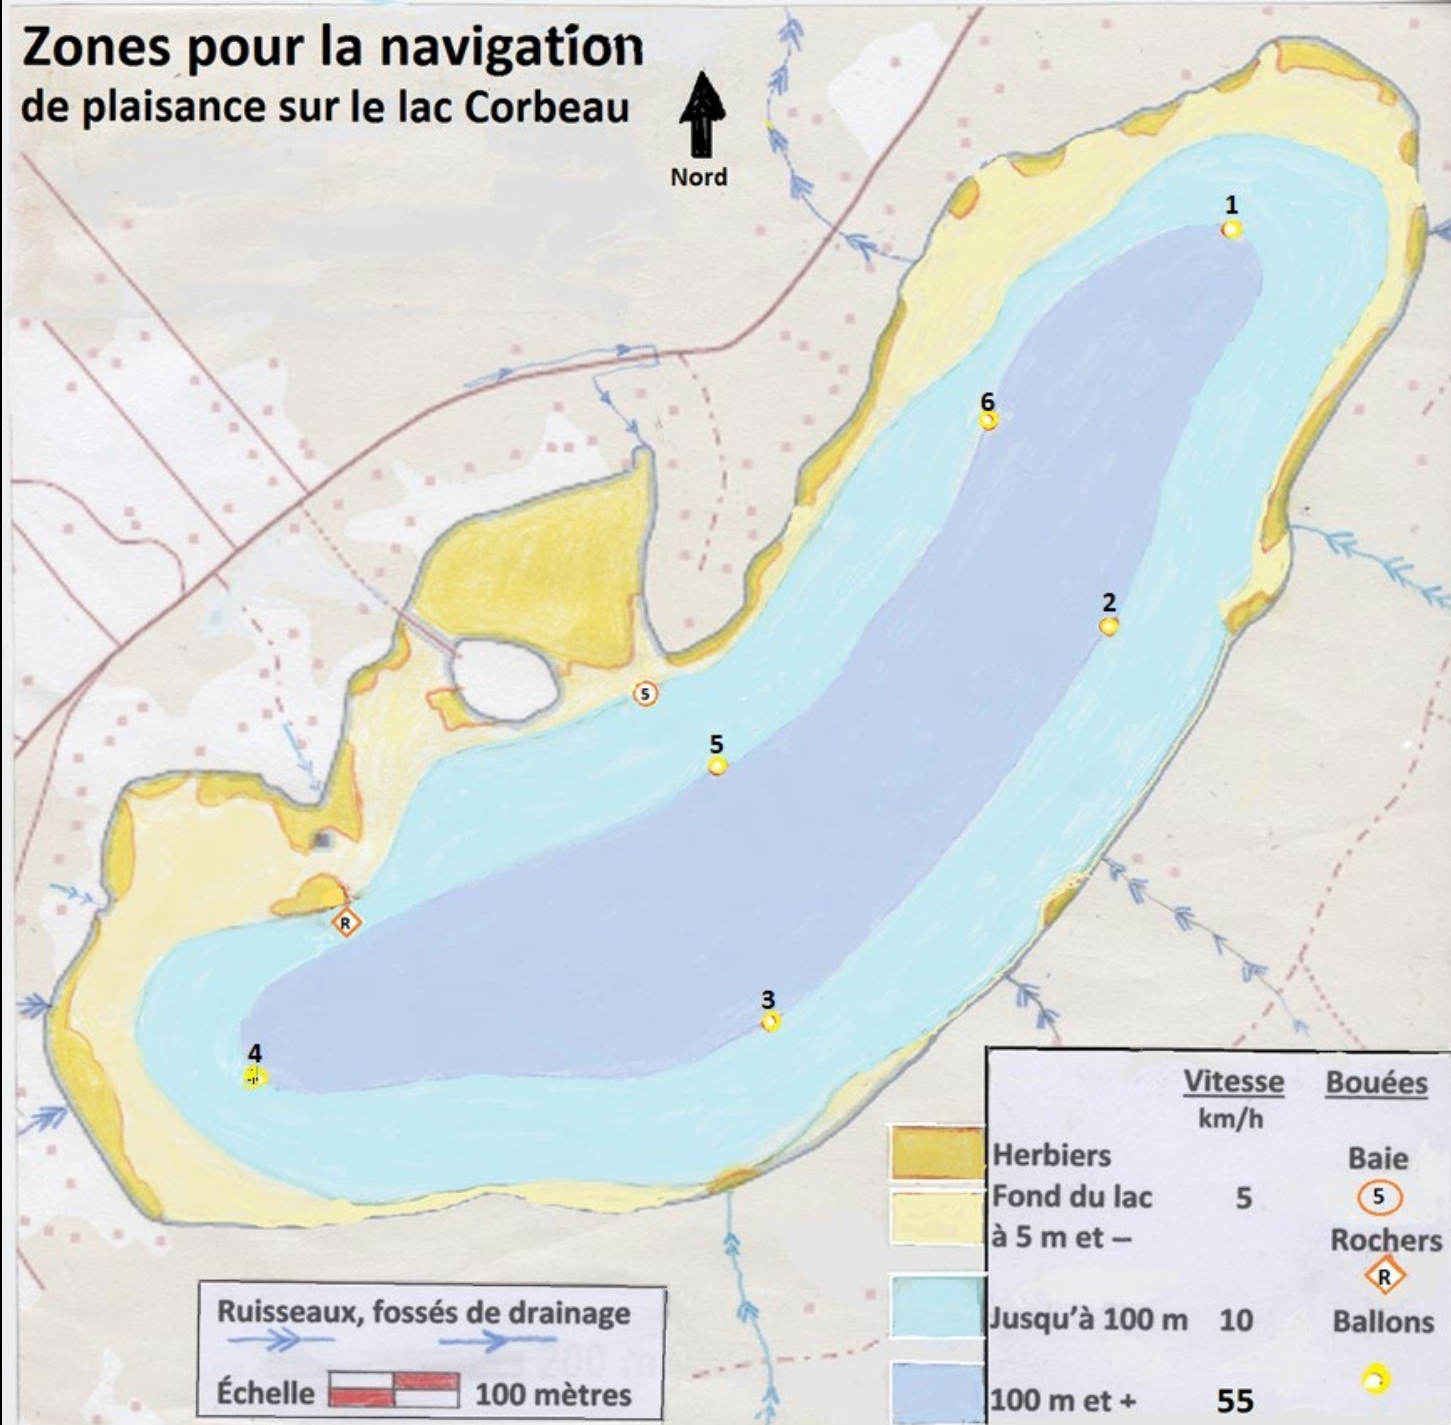 Zones pour la navigation
de plaisance sur le lac Corbeau
Nord
1
6
2
5
5
R
3
4
Vitesse Bouées
km/h
Herbiers Baie
Fond du lac 5 5
à 5 m et – Rochers
R
Jusqu'à 100 m 10 Ballons
100 m et + 55
Ruisseaux, fossés de drainage
Échelle 100 mètres